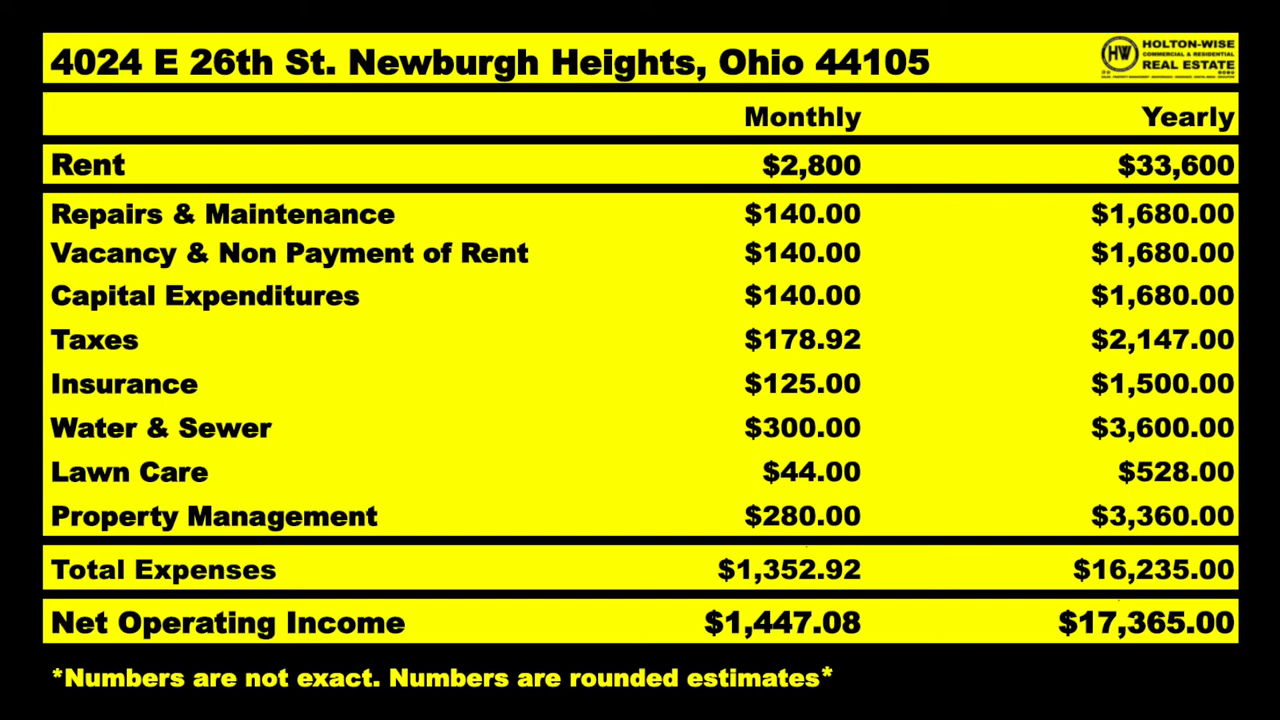 4024 E 26th St. Newburgh Heights, Ohio 44105
HOLTON-WISE
COMMERCIAL & RESIDENTIAL
REAL ESTATE
HW
Monthly Yearly
Rent $2,800 $33,600
Repairs & Maintenance $140.00 $1,680.00
Vacancy & Non Payment of Rent $140.00 $1,680.00
Capital Expenditures $140.00 $1,680.00
Taxes $178.92 $2,147.00
Insurance $125.00 $1,500.00
Water & Sewer $300.00 $3,600.00
Lawn Care $44.00 $528.00
Property Management $280.00 $3,360.00
Total Expenses $1,352.92 $16,235.00
Net Operating Income $1,447.08 $17,365.00
*Numbers are not exact. Numbers are rounded estimates*